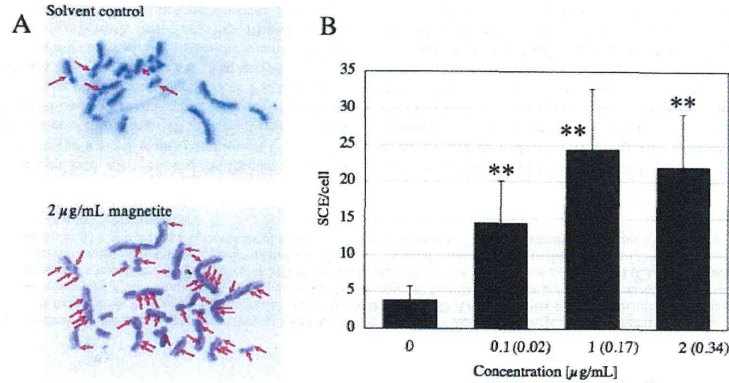 A
Solvent control
2 µg/mL magnetite
B
SCE/cell
35
30
25
20
15
10
5
0
**
**
**
0
0.1 (0.02)
1 (0.17)
2 (0.34)
Concentration [µg/mL]